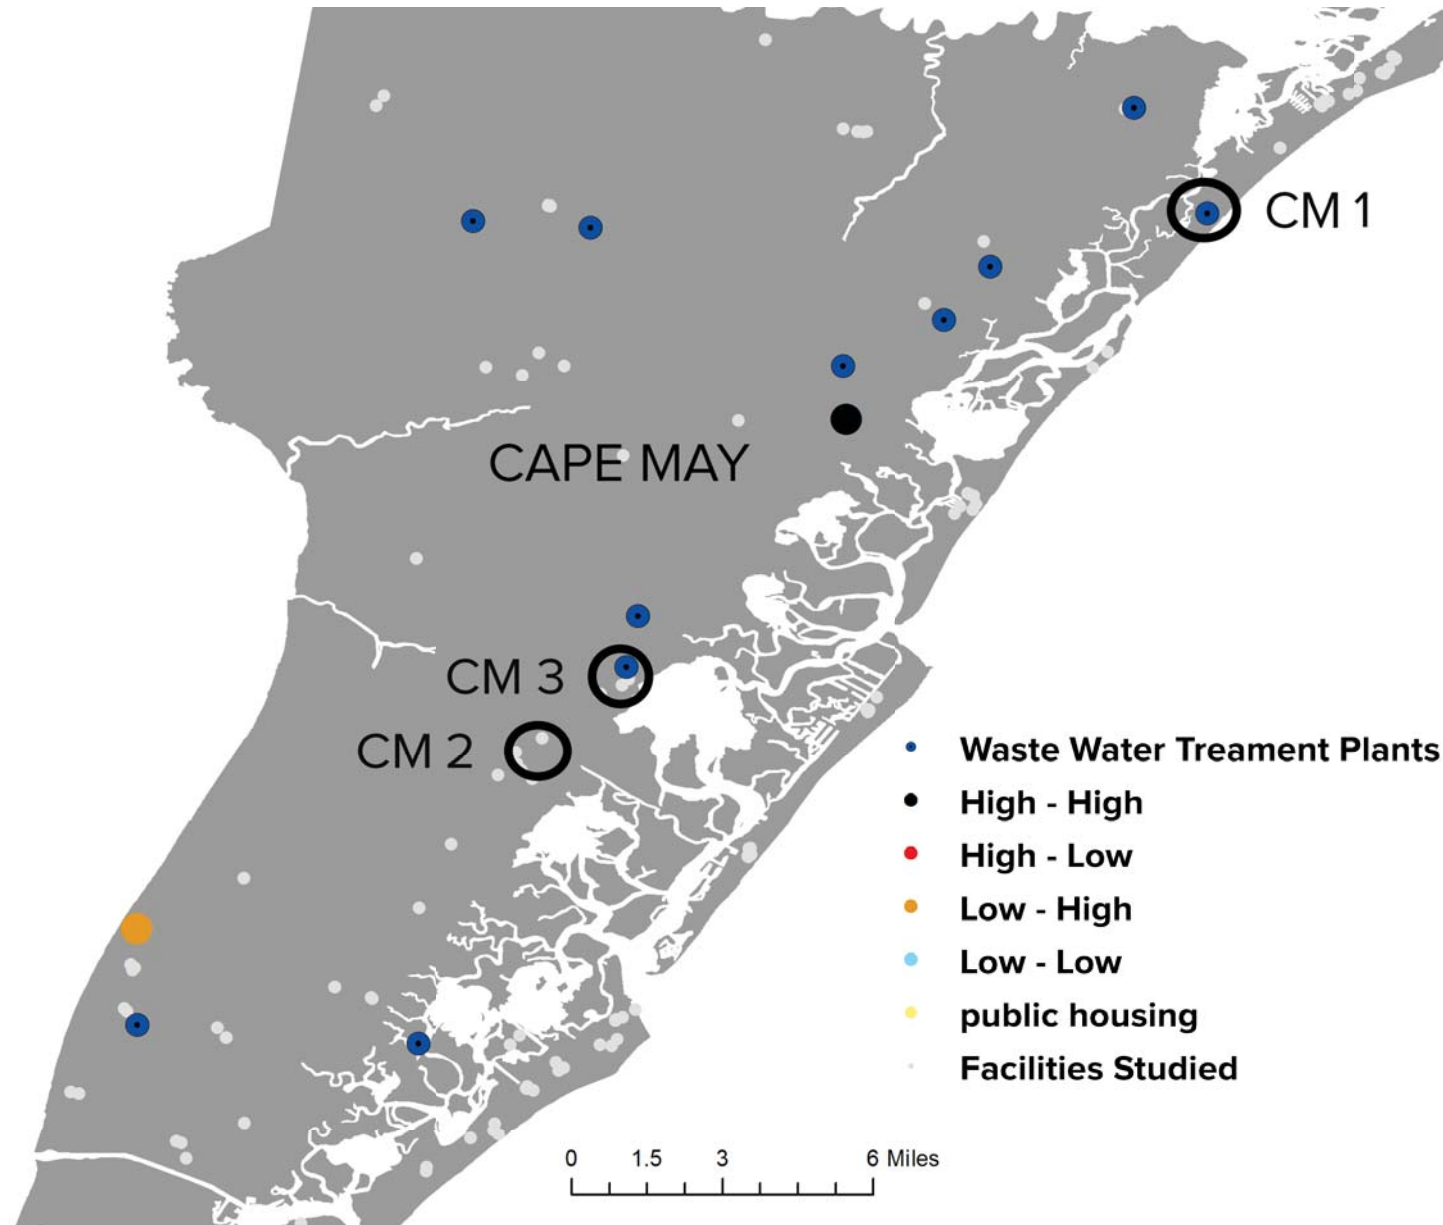 CM 1
CAPE MAY
CM 3
CM 2
Waste Water Treament Plants
High - High
High - Low
Low - High
Low - Low
public housing
Facilities Studied
0 1.5 3 6 Miles